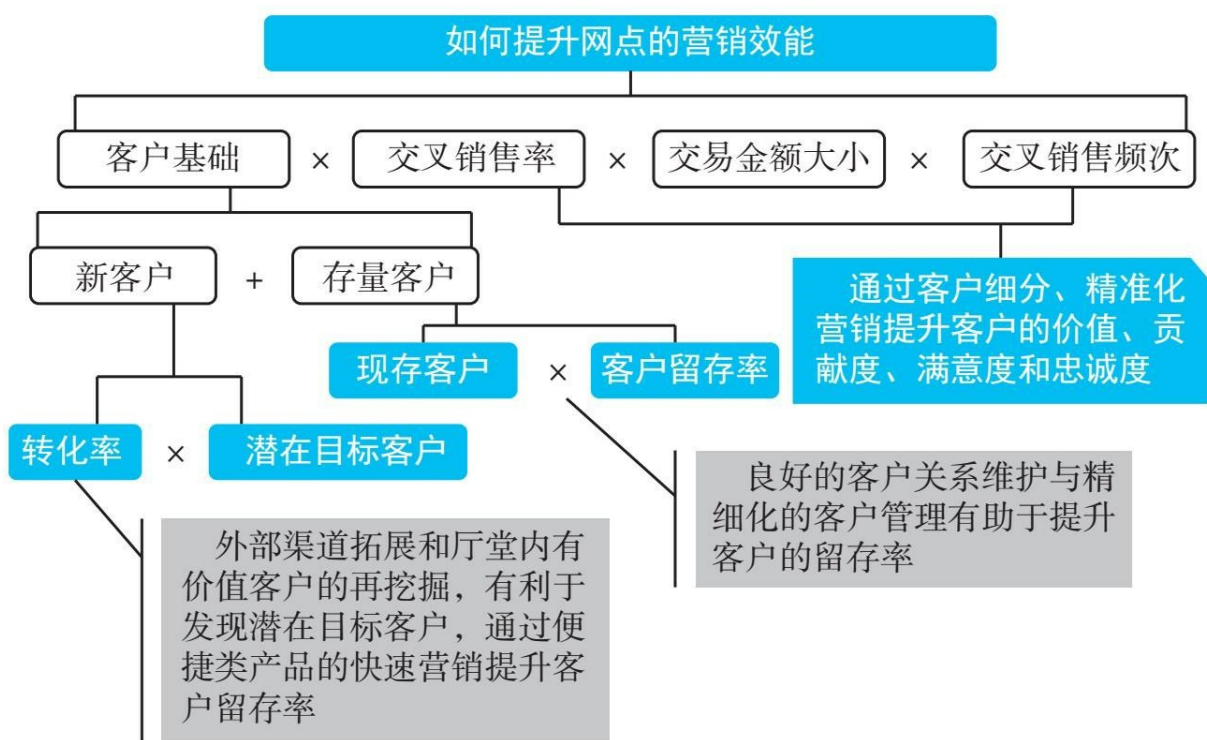 如何提升网点的营销效能
客户基础 × 交叉销售率 × 交易金额大小 × 交叉销售频次
新客户 + 存量客户
通过客户细分、精准化
营销提升客户的价值、贡
献度、满意度和忠诚度
现存客户 × 客户留存率
转化率 × 潜在目标客户
良好的客户关系维护与精
细化的客户管理有助于提升
客户的留存率
外部渠道拓展和厅堂内有
价值客户的再挖掘，有利于
发现潜在目标客户，通过便
捷类产品的快速营销提升客
户留存率